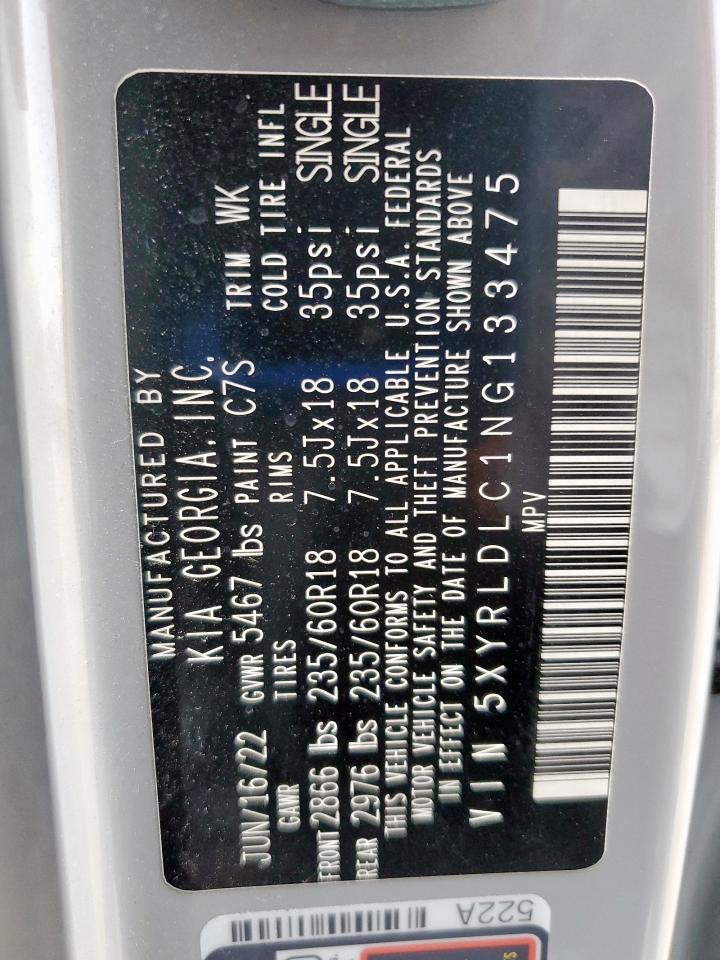 MANUFACTURED BY
KIA GEORGIA, INC.
JUN/16/22 GVWR 5467 lbs PAINT C7S TRIM WK
GAWR TIRES RIMS COLD TIRE INFL
FRONT 2866 lbs 235/60R18 7.5Jx18 35psi SINGLE
REAR 2976 lbs 235/60R18 7.5Jx18 35psi SINGLE
THIS VEHICLE CONFORMS TO ALL APPLICABLE U.S.A. FEDERAL
MOTOR VEHICLE SAFETY AND THEFT PREVENTION STANDARDS
IN EFFECT ON THE DATE OF MANUFACTURE SHOWN ABOVE
VIN 5XYRLDLC1NG133475
MPV
522A